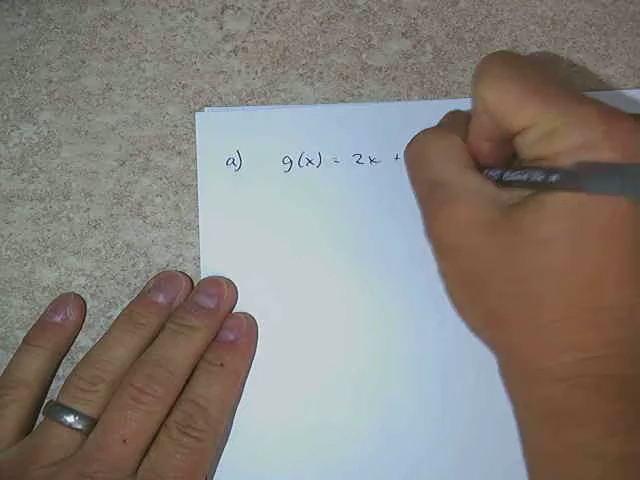 a) g(x) = 2x +